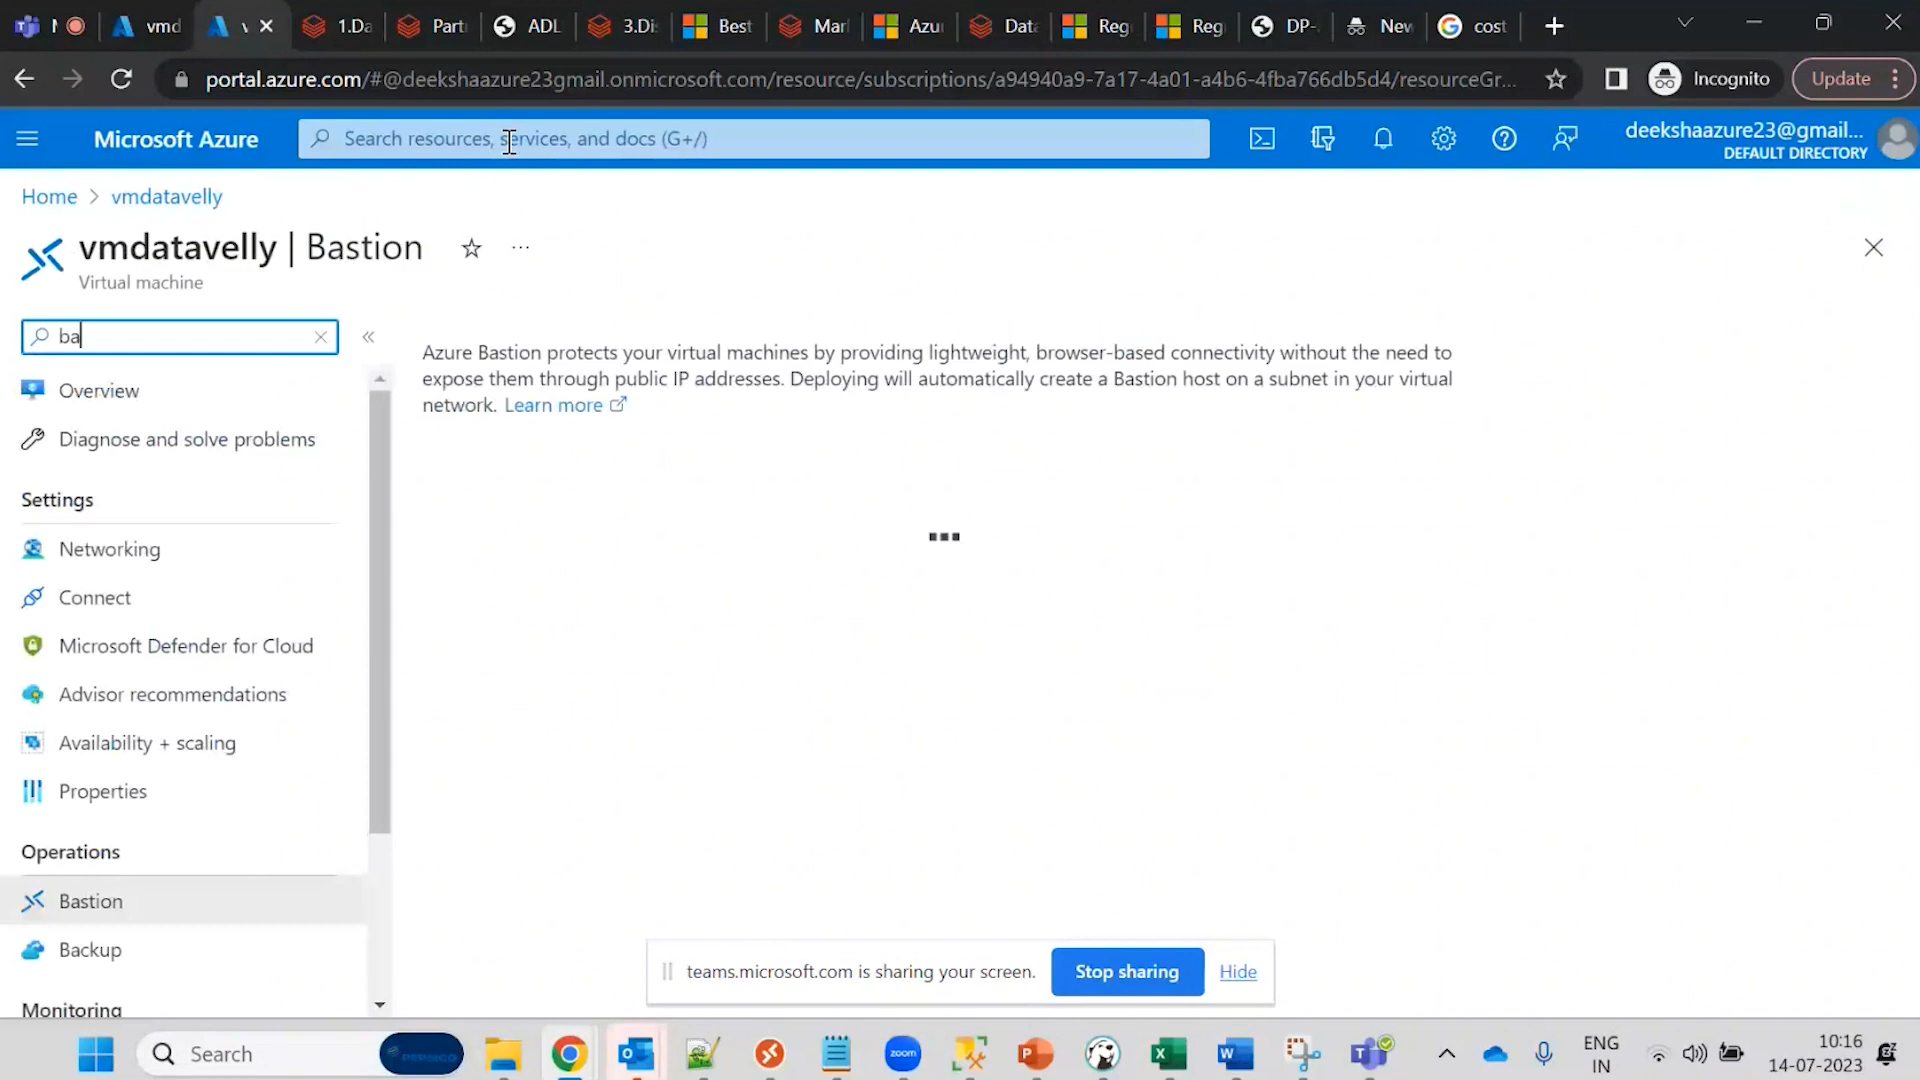 vmd
1.Da
Part
ADL
3.Di
Best
Mar
Azu
Data
Reg
Reg
DP-
New
cost
portal.azure.com/#@deekshaazure23gmail.onmicrosoft.com/resource/subscriptions/a94940a9-7a17-4a01-a4b6-4fba766db5d4/resourceGr...
Incognito
Update
Microsoft Azure
Search resources, services, and docs (G+/)
deekshaazure23@gmail....
DEFAULT DIRECTORY
Home > vmdatavelly
vmdatavelly | Bastion
Virtual machine
ba
Overview
Diagnose and solve problems
Settings
Networking
Connect
Microsoft Defender for Cloud
Advisor recommendations
Availability + scaling
Properties
Operations
Bastion
Backup
Monitoring
Azure Bastion protects your virtual machines by providing lightweight, browser-based connectivity without the need to
expose them through public IP addresses. Deploying will automatically create a Bastion host on a subnet in your virtual
network. Learn more
teams.microsoft.com is sharing your screen.
Stop sharing
Hide
Search
zoom
ENG
IN
10:16
14-07-2023